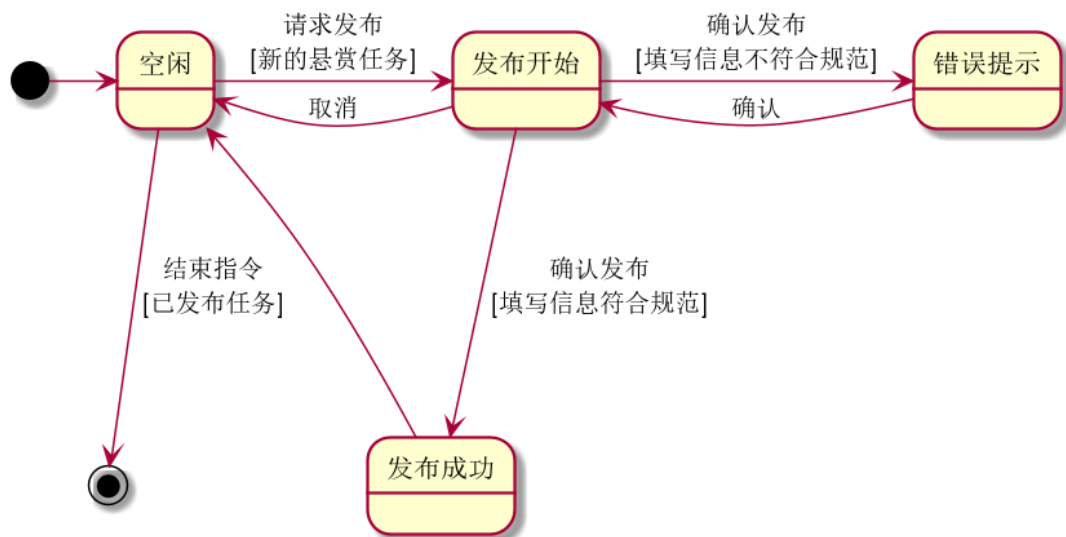 请求发布
[新的悬赏任务]
确认发布
[填写信息不符合规范]
空闲
发布开始
错误提示
取消
确认
结束指令
[已发布任务]
确认发布
[填写信息符合规范]
发布成功